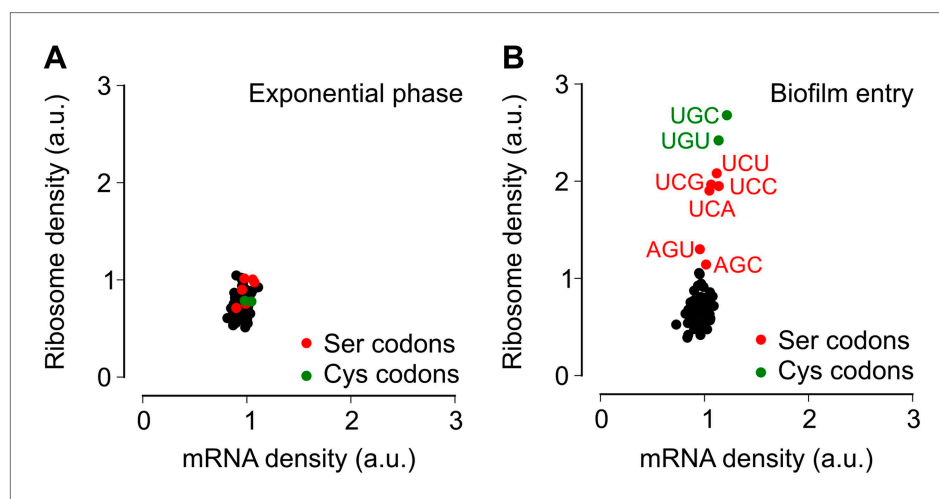 A
Exponential phase
Ribosome density (a.u.)
3
2
1
0
Ser codons
Cys codons
0 1 2 3
mRNA density (a.u.)
B
Biofilm entry
Ribosome density (a.u.)
3
2
1
0
UGC
UGU
UCU
UCG
UCC
UCA
AGU
AGC
Ser codons
Cys codons
0 1 2 3
mRNA density (a.u.)